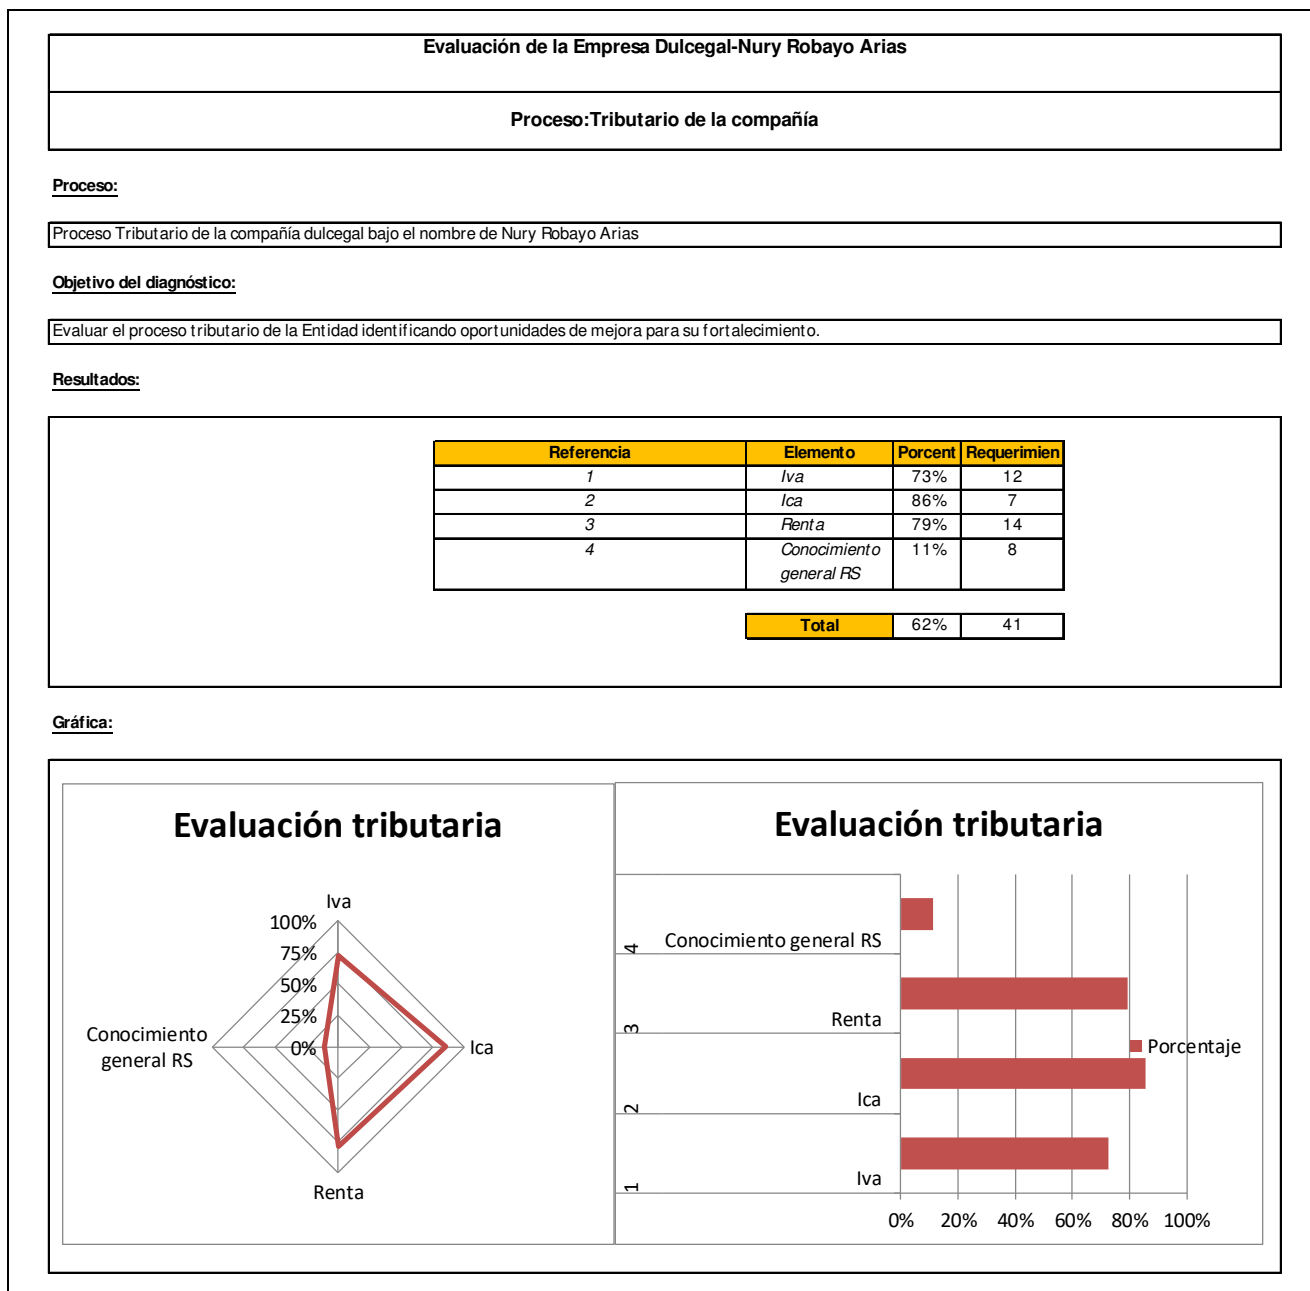 Evaluación de la Empresa Dulcegal-Nury Robayo Arias
Proceso:Tributario de la compañía
Proceso:
Proceso Tributario de la compañía dulcegal bajo el nombre de Nury Robayo Arias
Objetivo del diagnóstico:
Evaluar el proceso tributario de la Entidad identificando oportunidades de mejora para su fortalecimiento.
Resultados:
Referencia Elemento Porcent Requerimien
1 Iva 73% 12
2 Ica 86% 7
3 Renta 79% 14
4 Conocimiento 11% 8
general RS
Total 62% 41
Gráfica:
Evaluación tributaria
Iva
100%
75%
50%
25%
0%
Conocimiento
general RS
Ica
Renta
Evaluación tributaria
4 Conocimiento general RS
3 Renta
2 Ica
1 Iva
Porcentaje
0% 20% 40% 60% 80% 100%